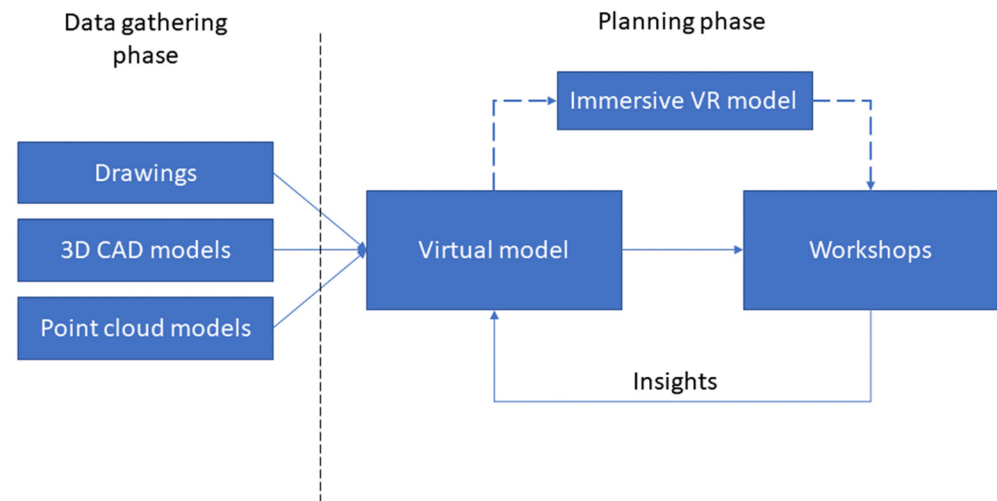 Data gathering
phase
Planning phase
Immersive VR model
Drawings
3D CAD models
Point cloud models
Virtual model
Workshops
Insights